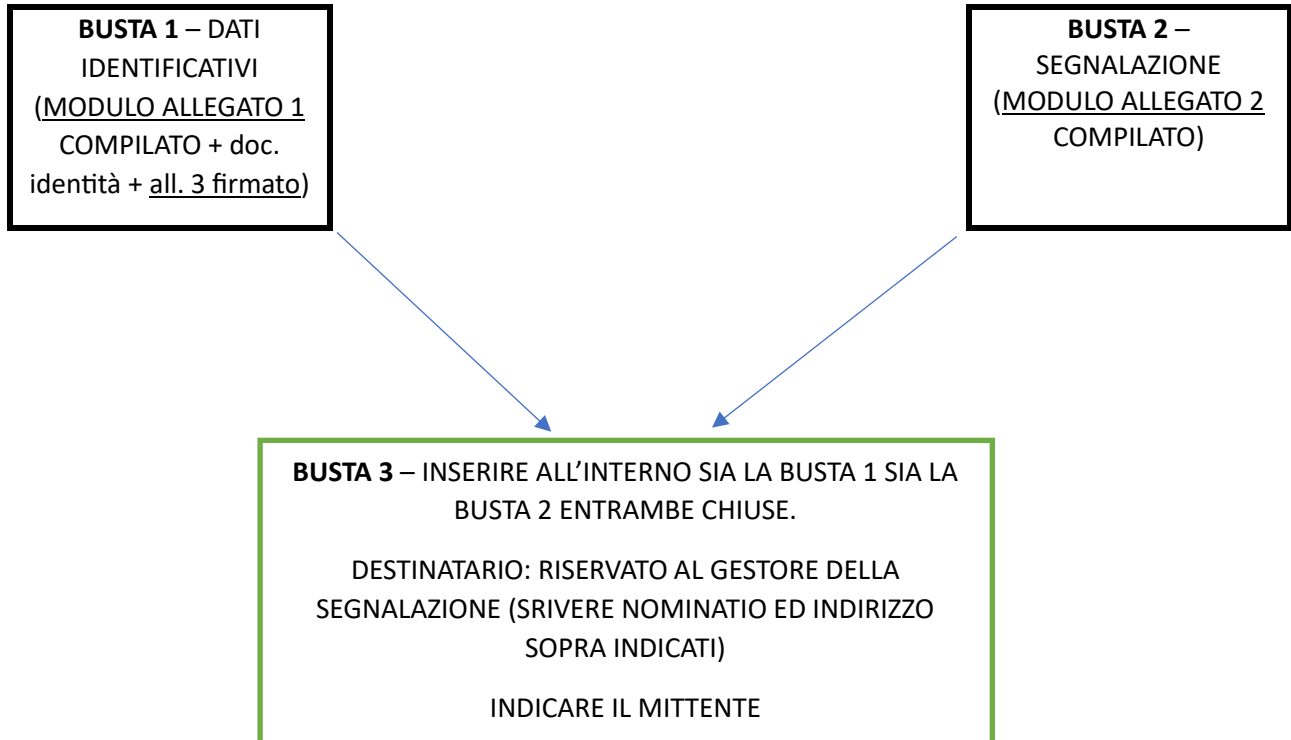 BUSTA 1 – DATI
IDENTIFICATIVI
(MODULO ALLEGATO 1
COMPILATO + doc.
identità + all. 3 firmato)
BUSTA 2 –
SEGNALAZIONE
(MODULO ALLEGATO 2
COMPILATO)
BUSTA 3 – INSERIRE ALL’INTERNO SIA LA BUSTA 1 SIA LA
BUSTA 2 ENTRAMBE CHIUSE.
DESTINATARIO: RISERVATO AL GESTORE DELLA
SEGNALAZIONE (SRIVERE NOMINATIO ED INDIRIZZO
SOPRA INDICATI)
INDICARE IL MITTENTE